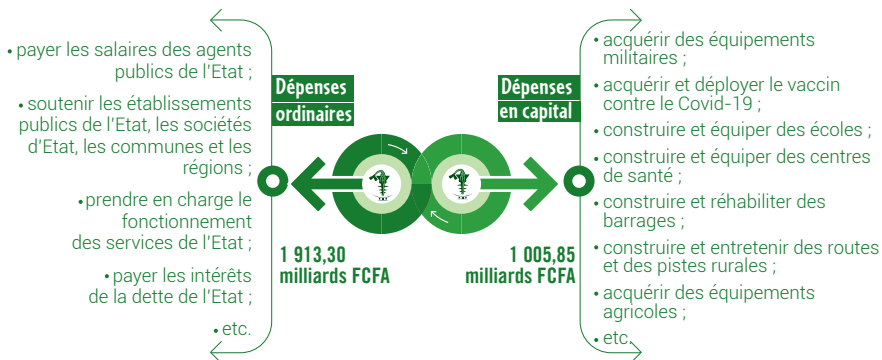 • payer les salaires des agents
publics de l'Etat ;
• soutenir les établissements
publics de l'Etat, les sociétés
d'Etat, les communes et les
régions ;
•prendre en charge le
fonctionnement
des services de l'Etat ;
• payer les intérêts
de la dette de l'Etat ;
• etc.
Dépenses
ordinaires
1 913,30
milliards FCFA
Dépenses
en capital
1 005,85
milliards FCFA
• acquérir des équipements
militaires ;
• acquérir et déployer le vaccin
contre le Covid-19 ;
• construire et équiper des écoles ;
• construire et équiper des centres
de santé ;
• construire et réhabiliter des
barrages ;
• construire et entretenir des routes
et des pistes rurales ;
• acquérir des équipements
agricoles ;
• etc.